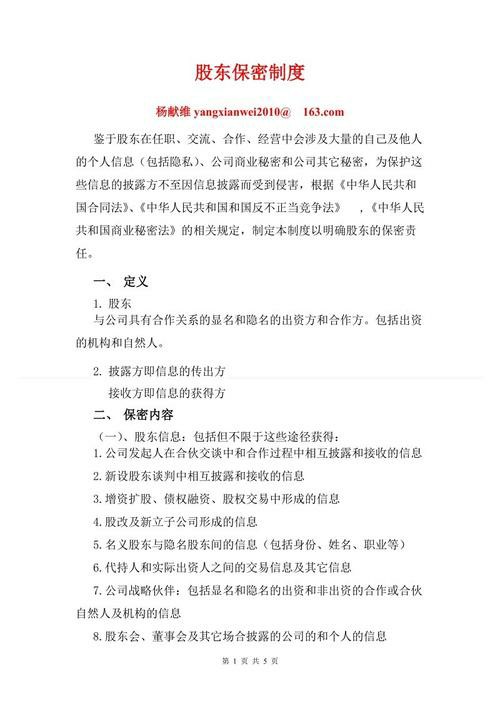 股东保密制度
杨献维 yangxianwei2010@ 163.com
鉴于股东在任职、交流、合作、经营中会涉及大量的自己及他人
的个人信息（包括隐私）、公司商业秘密和公司其它秘密，为保护这
些信息的披露方不至因信息披露而受到侵害，根据《中华人民共和
国合同法》、《中华人民共和国和国反不正当竞争法》 ，《中华人民
共和国商业秘密法》的相关规定，制定本制度以明确股东的保密责
任。
一、 定义
1. 股东
与公司具有合作关系的显名和隐名的出资方和合作方。包括出资
的机构和自然人。
2. 披露方即信息的传出方
接收方即信息的获得方
二、 保密内容
（一）、股东信息：包括但不限于这些途径获得：
1.公司发起人在合伙交谈中和合作过程中相互披露和接收的信息
2.新设股东谈判中相互披露和接收的信息
3.增资扩股、债权融资、股权交易中形成的信息
4.股改及新立子公司形成的信息
5.名义股东与隐名股东间的信息（包括身份、姓名、职业等）
6.代持人和实际出资人之间的交易信息及其它信息
7.公司战略伙伴：包括显名和隐名的出资和非出资的合作或合伙
自然人及机构的信息
8.股东会、董事会及其它场合披露的公司的和个人的信息
第 1 页 共 5 页